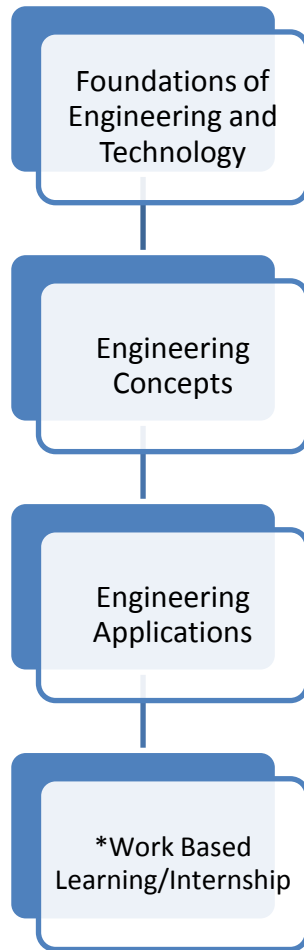 Foundations of
Engineering and
Technology
Engineering
Concepts
Engineering
Applications
*Work Based
Learning/Internship